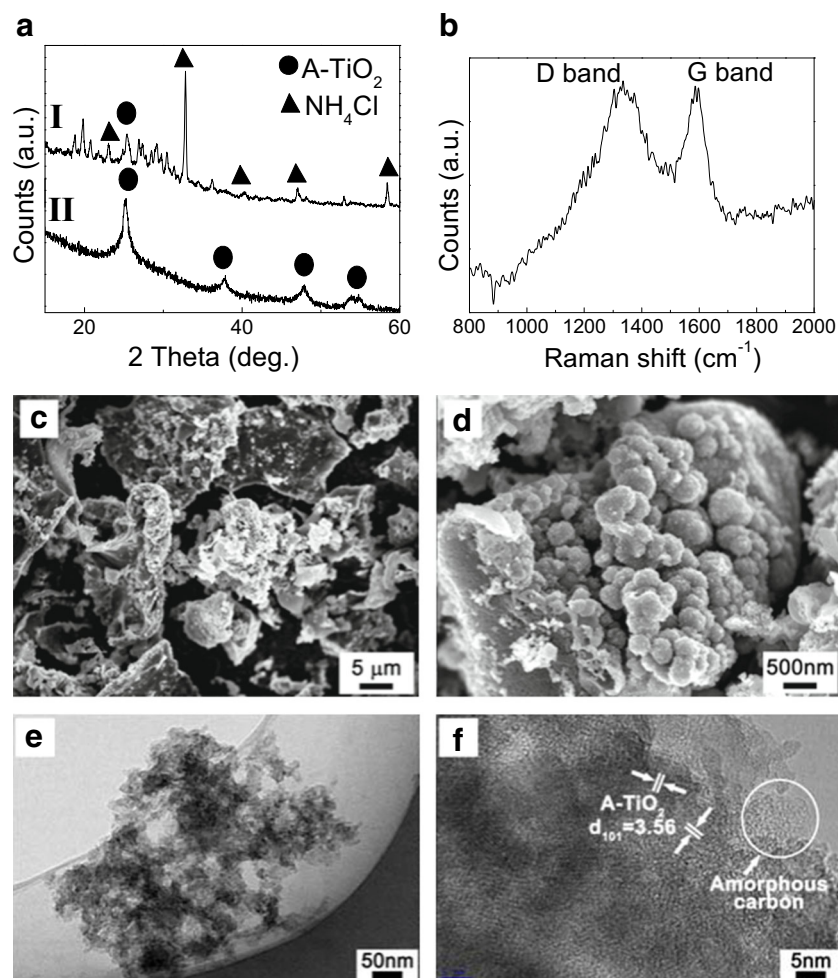 a
I
II
A-TiO₂
NH₄Cl
Counts (a.u.)
20
40
60
2 Theta (deg.)
b
D band
G band
Counts (a.u.)
800
1000
1200
1400
1600
1800
2000
Raman shift (cm⁻¹)
c
5 μm
d
500nm
e
50nm
f
A-TiO₂
d₁₀₁=3.56
Amorphous
carbon
5nm